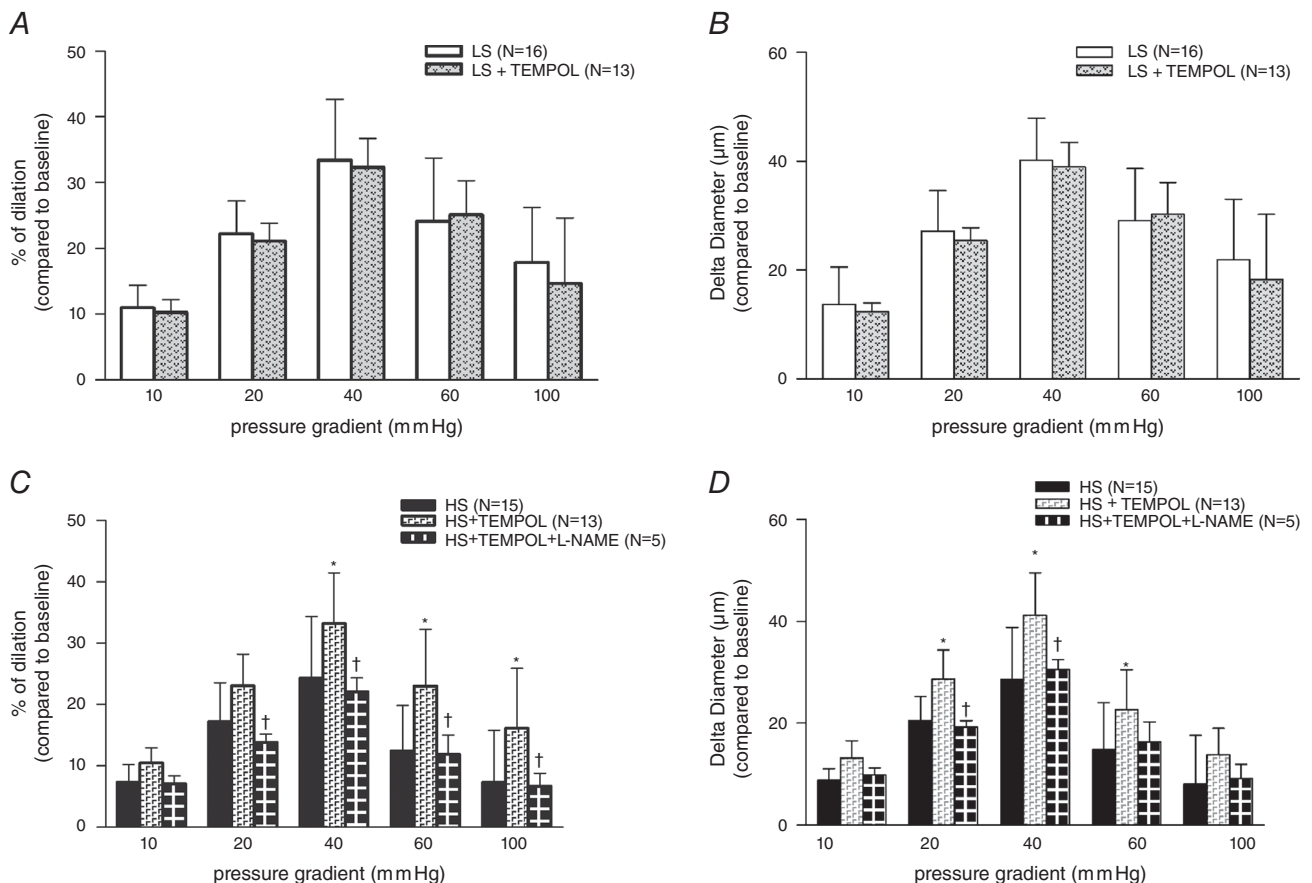 A
50
40
30
20
10
0
% of dilation
(compared to baseline)
LS (N=16)
LS + TEMPOL (N=13)
10 20 40 60 100
pressure gradient (mmHg)
B
60
40
20
0
Delta Diameter (µm)
(compared to baseline)
LS (N=16)
LS + TEMPOL (N=13)
10 20 40 60 100
pressure gradient (mmHg)
C
50
40
30
20
10
0
% of dilation
(compared to baseline)
HS (N=15)
HS+TEMPOL (N=13)
HS+TEMPOL+L-NAME (N=5)
* * *
† † † †
10 20 40 60 100
pressure gradient (mmHg)
D
60
40
20
0
Delta Diameter (µm)
(compared to baseline)
HS (N=15)
HS + TEMPOL (N=13)
HS+TEMPOL+L-NAME (N=5)
* * *
† †
10 20 40 60 100
pressure gradient (mmHg)